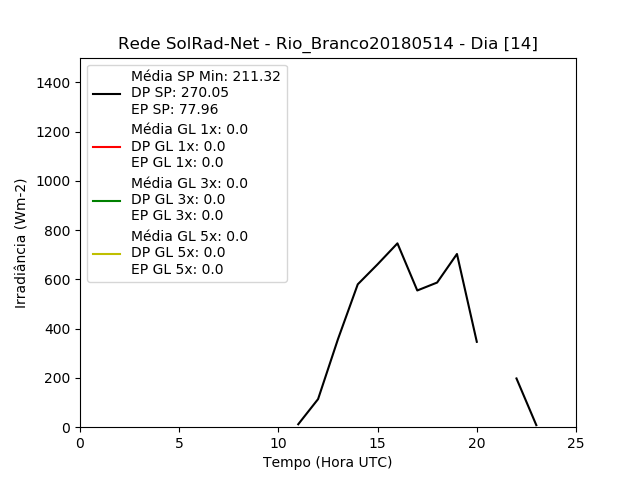 Rede SolRad-Net - Rio_Branco20180514 - Dia [14]
Média SP Min: 211.32
DP SP: 270.05
EP SP: 77.96
Média GL 1x: 0.0
DP GL 1x: 0.0
EP GL 1x: 0.0
Média GL 3x: 0.0
DP GL 3x: 0.0
EP GL 3x: 0.0
Média GL 5x: 0.0
DP GL 5x: 0.0
EP GL 5x: 0.0
Irradiância (Wm-2)
1400
1200
1000
800
600
400
200
0
0 5 10 15 20 25
Tempo (Hora UTC)